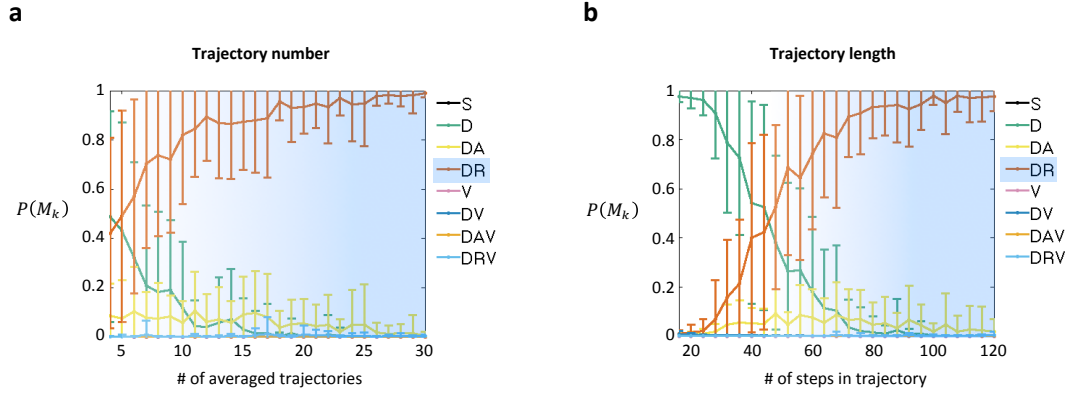 a
Trajectory number
P(M_k)
1
0.8
0.6
0.4
0.2
0
5
10
15
20
25
30
# of averaged trajectories
S
D
DA
DR
V
DV
DAV
DRV
b
Trajectory length
P(M_k)
1
0.8
0.6
0.4
0.2
0
20
40
60
80
100
120
# of steps in trajectory
S
D
DA
DR
V
DV
DAV
DRV